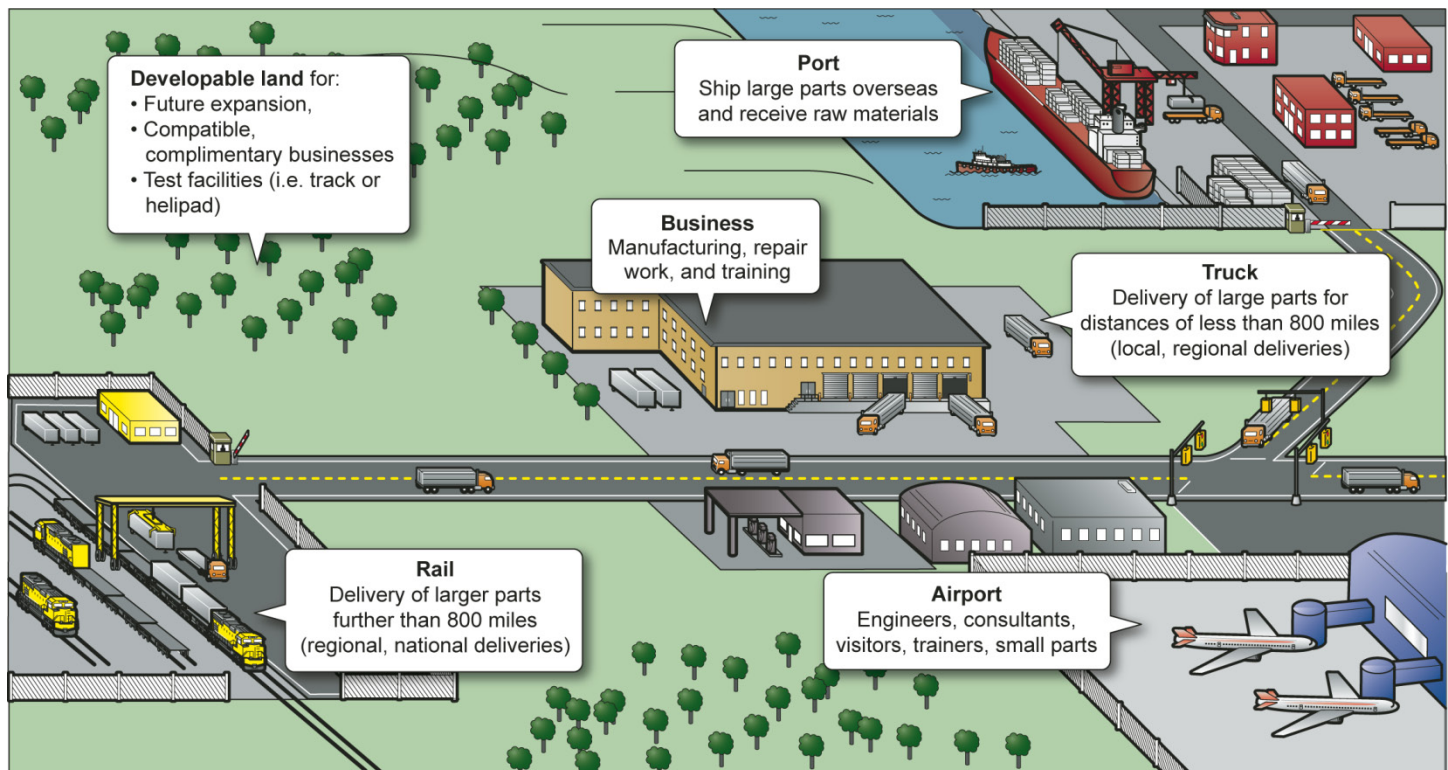 Developable land for:
• Future expansion,
• Compatible,
complimentary businesses
• Test facilities (i.e. track or
helipad)
Port
Ship large parts overseas
and receive raw materials
Business
Manufacturing, repair
work, and training
Truck
Delivery of large parts for
distances of less than 800 miles
(local, regional deliveries)
Rail
Delivery of larger parts
further than 800 miles
(regional, national deliveries)
Airport
Engineers, consultants,
visitors, trainers, small parts